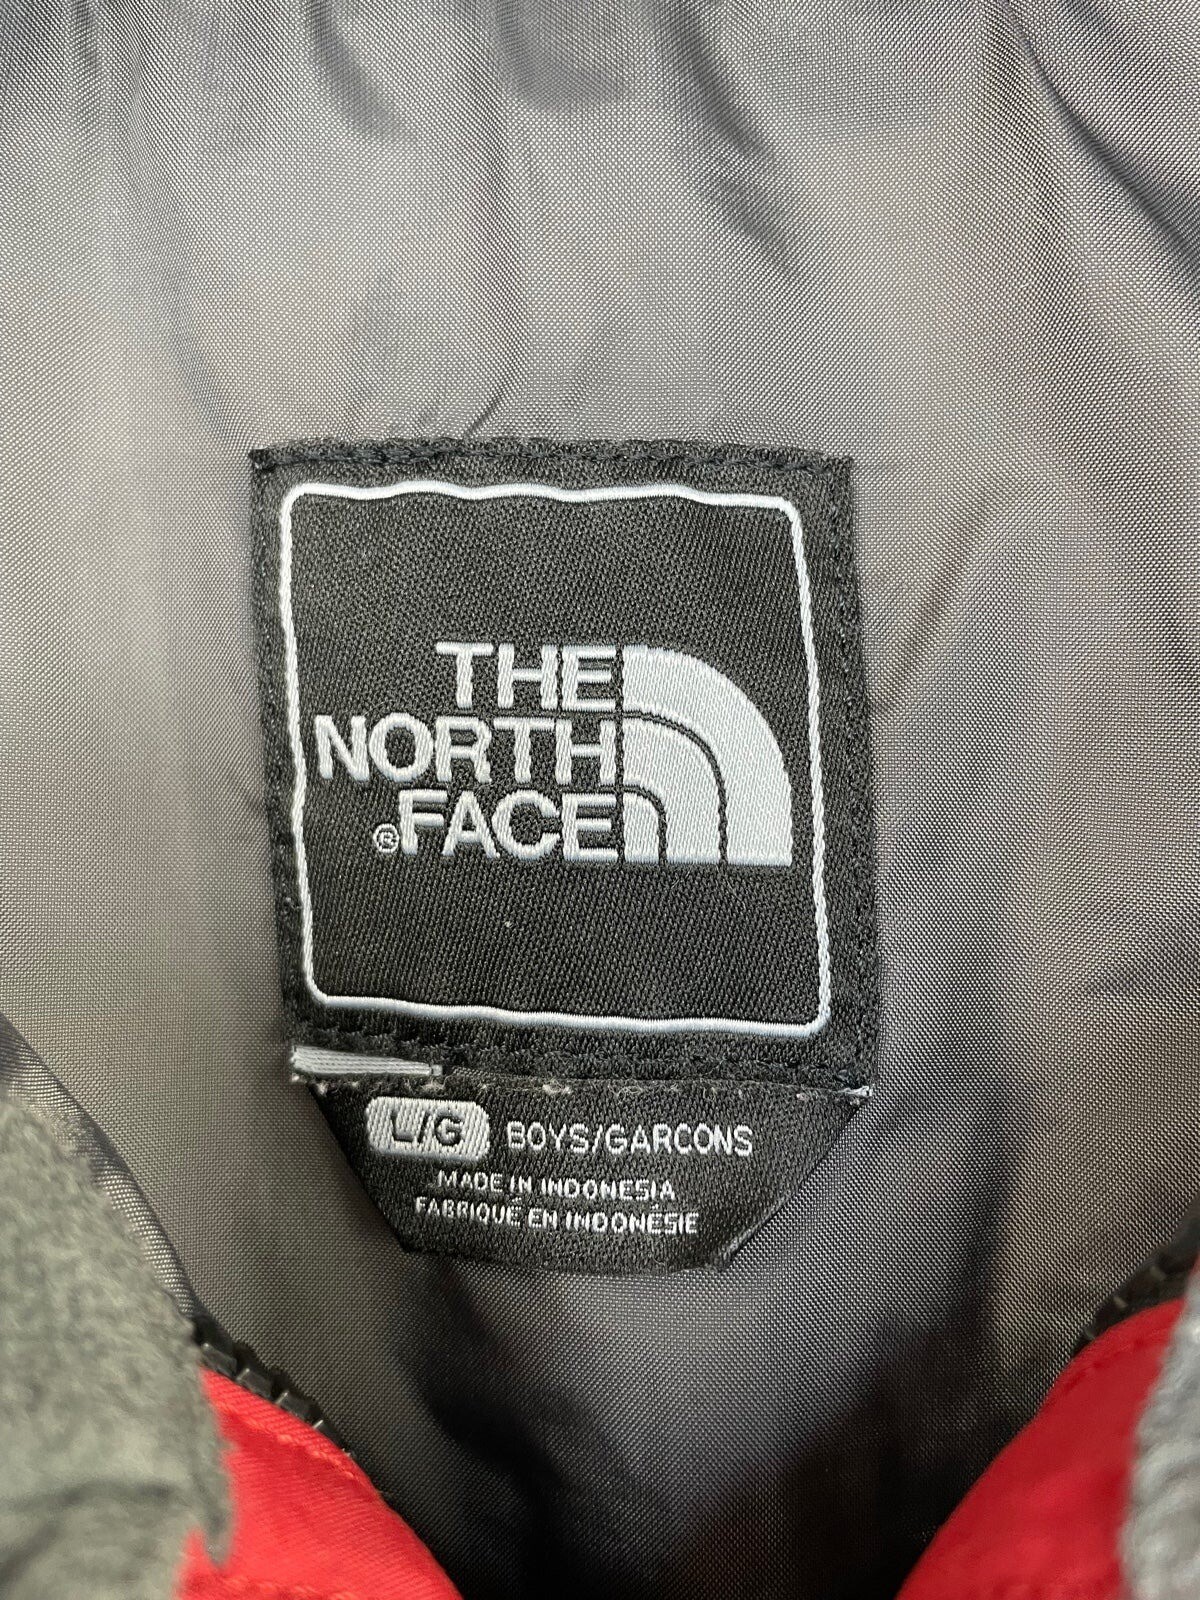 THE
NORTH
®FACE
L/G BOYS/GARCONS
MADE IN INDONESIA
FABRIQUÉ EN INDONÉSIE